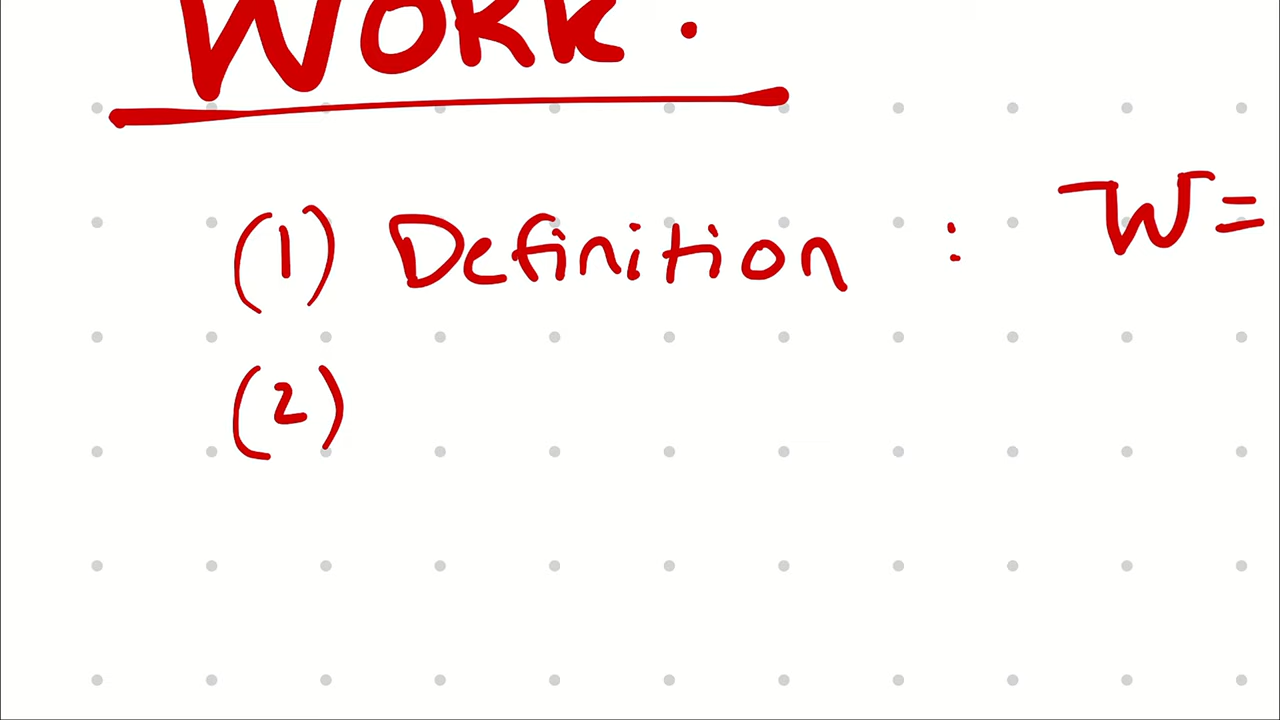 WORK.
(1) Definition : W=
(2)